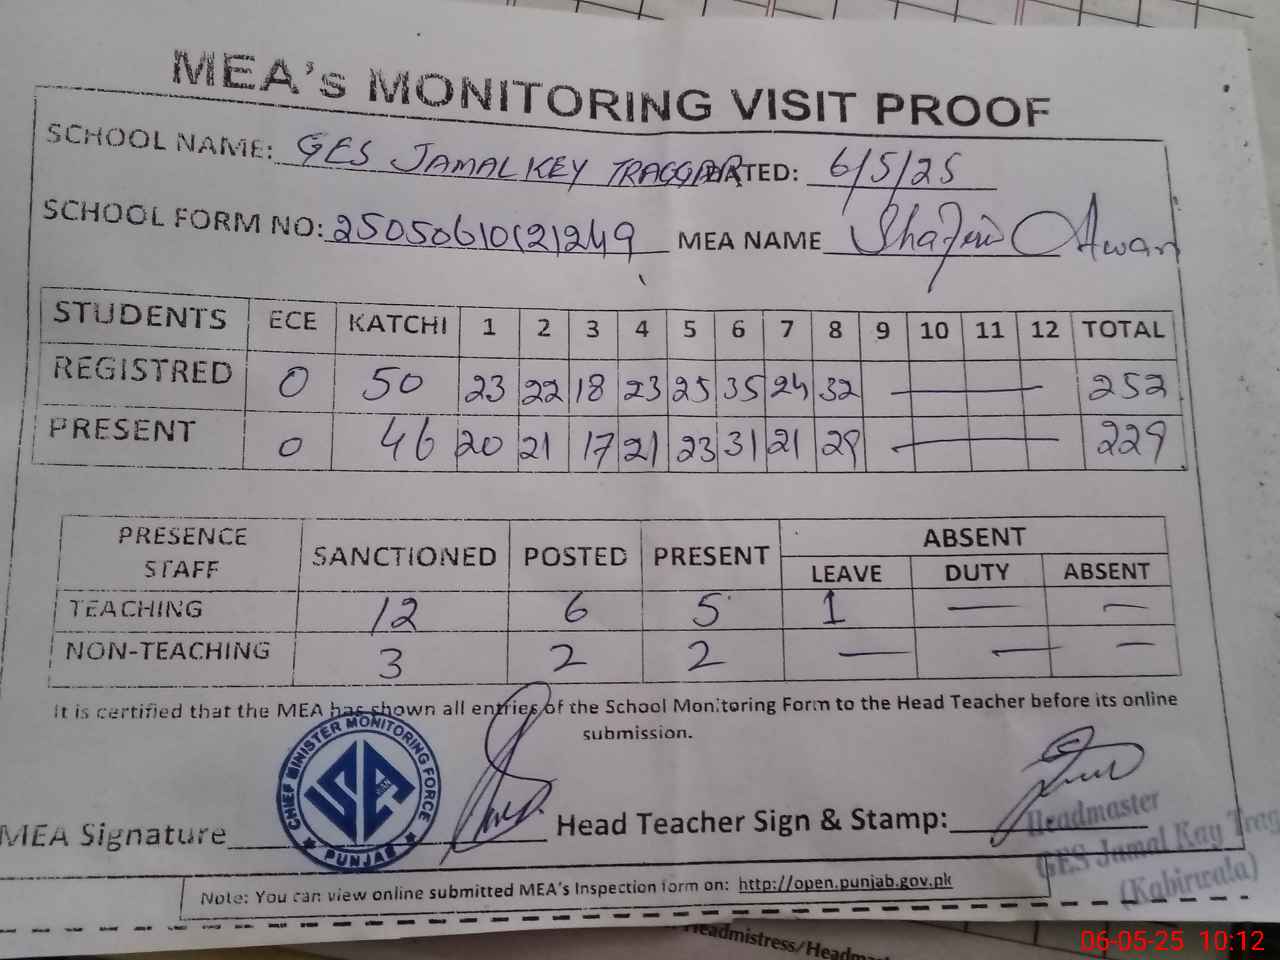 MEA's MONITORING VISIT PROOF
SCHOOL NAME: GES JAMAL KEY TRAGGAR DATED: 6/5/25
SCHOOL FORM NO: 25050610121249 MEA NAME Awan
STUDENTS ECE KATCHI 1 2 3 4 5 6 7 8 9 10 11 12 TOTAL
REGISTRED 0 50 23 22 18 23 25 35 24 32 — 252
PRESENT 0 46 20 21 17 21 23 31 21 29 — 229
PRESENCE STAFF SANCTIONED POSTED PRESENT ABSENT
LEAVE DUTY ABSENT
TEACHING 12 6 5 1 — —
NON-TEACHING 3 2 2 — — —
It is certified that the MEA has shown all entries of the School Monitoring Form to the Head Teacher before its online
submission.
CHIEF MINISTER MONITORING FORCE
PUNJAB
MEA Signature Head Teacher Sign & Stamp:
Headmaster
GES Jamal Kay Trag
(Kabirwala)
Note: You can view online submitted MEA's Inspection form on: http://open.punjab.gov.pk
Headmistress/Headma
06-05-25 10:12